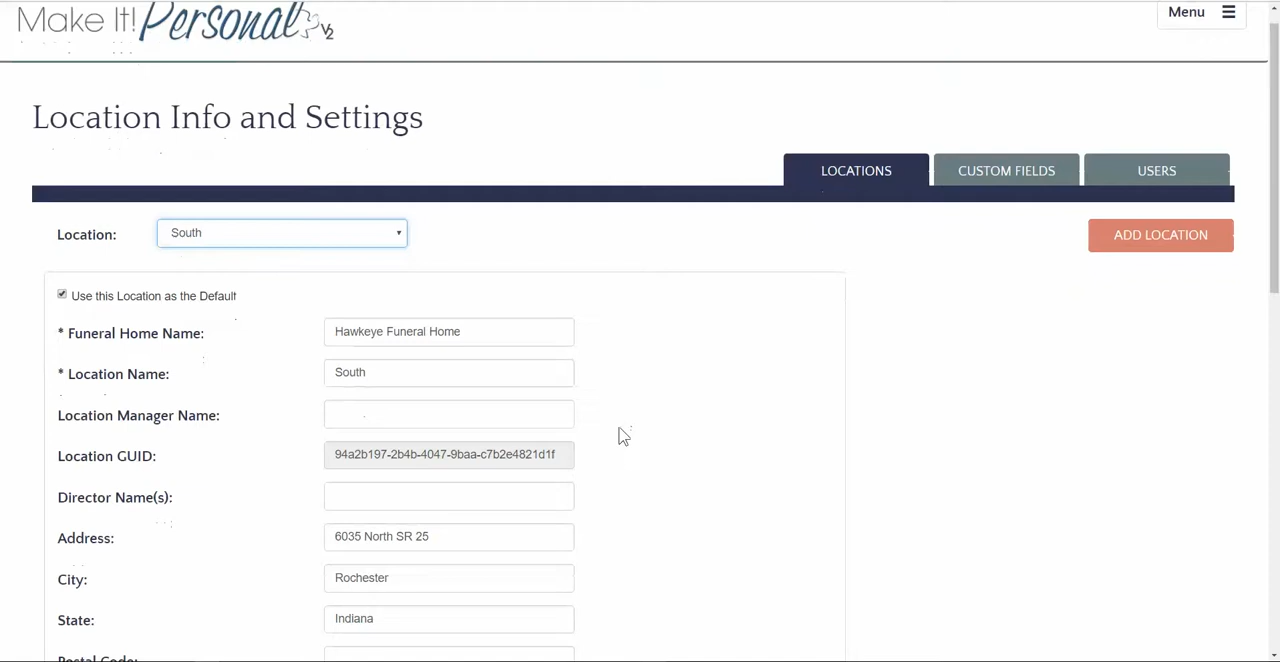 Make It! Personal V2
Menu
Location Info and Settings
LOCATIONS
CUSTOM FIELDS
USERS
Location:
South
ADD LOCATION
Use this Location as the Default
* Funeral Home Name:
Hawkeye Funeral Home
* Location Name:
South
Location Manager Name:
Location GUID:
94a2b197-2b4b-4047-9baa-c7b2e4821d1f
Director Name(s):
Address:
6035 North SR 25
City:
Rochester
State:
Indiana
Postal Code: